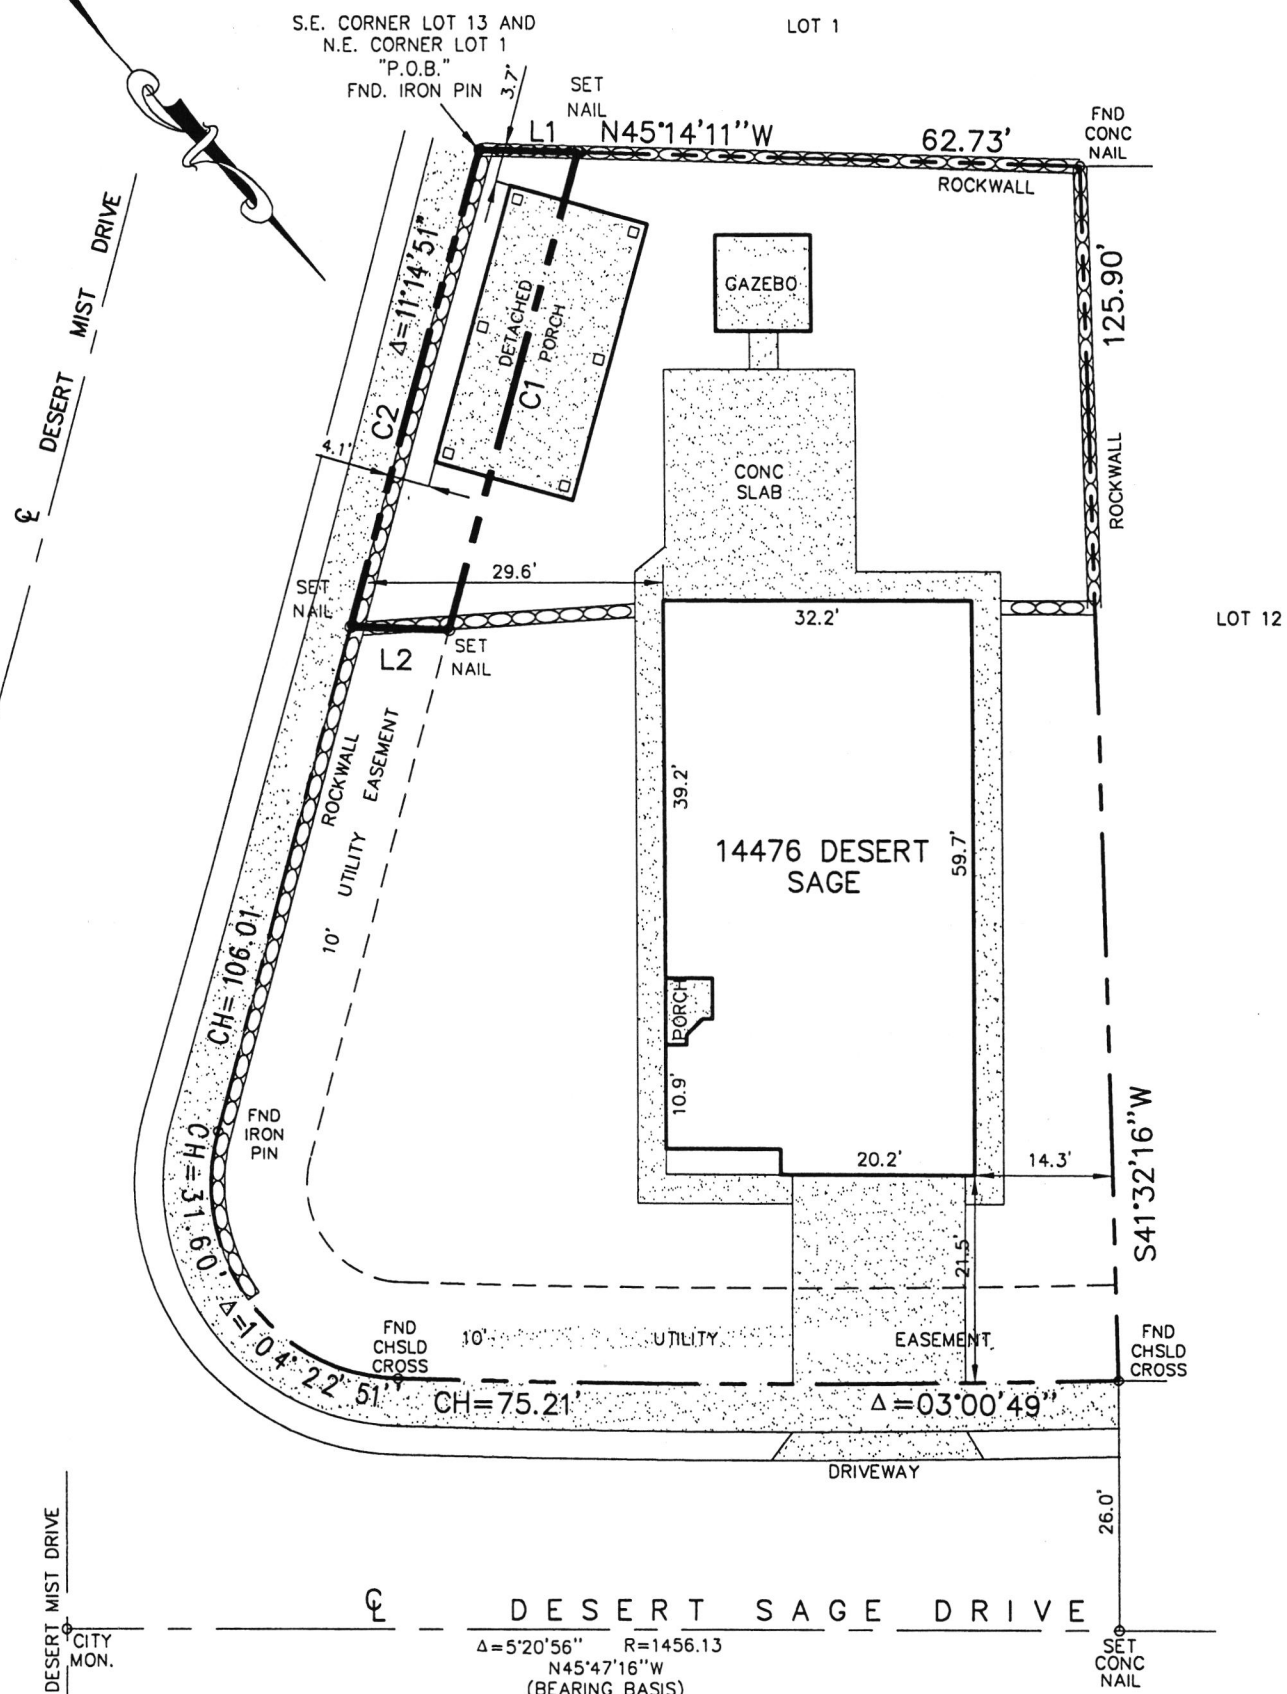 S.E. CORNER LOT 13 AND
N.E. CORNER LOT 1
"P.O.B."
FND. IRON PIN
LOT 1
3.7'
SET
NAIL
L1
N45°14'11"W
62.73'
FND
CONC
NAIL
ROCKWALL
DESERT MIST DRIVE
℄
Δ=11°14'51"
C2
4.1'
DETACHED
PORCH
C1
GAZEBO
CONC
SLAB
125.90'
ROCKWALL
29.6'
SET
NAIL
L2
SET
NAIL
32.2'
LOT 12
ROCKWALL
10' UTILITY EASEMENT
39.2'
14476 DESERT
SAGE
59.7'
CH=106.01
PORCH
10.9'
FND
IRON
PIN
CH=31.60'
Δ=104°22'51"
20.2'
14.3'
S41°32'16"W
21.5'
FND
CHSLD
CROSS
10' UTILITY EASEMENT
FND
CHSLD
CROSS
CH=75.21'
Δ=03°00'49"
DRIVEWAY
26.0'
DESERT MIST DRIVE
CITY
MON.
℄ DESERT SAGE DRIVE
Δ=5°20'56" R=1456.13
N45°47'16"W
(BEARING BASIS)
SET
CONC
NAIL